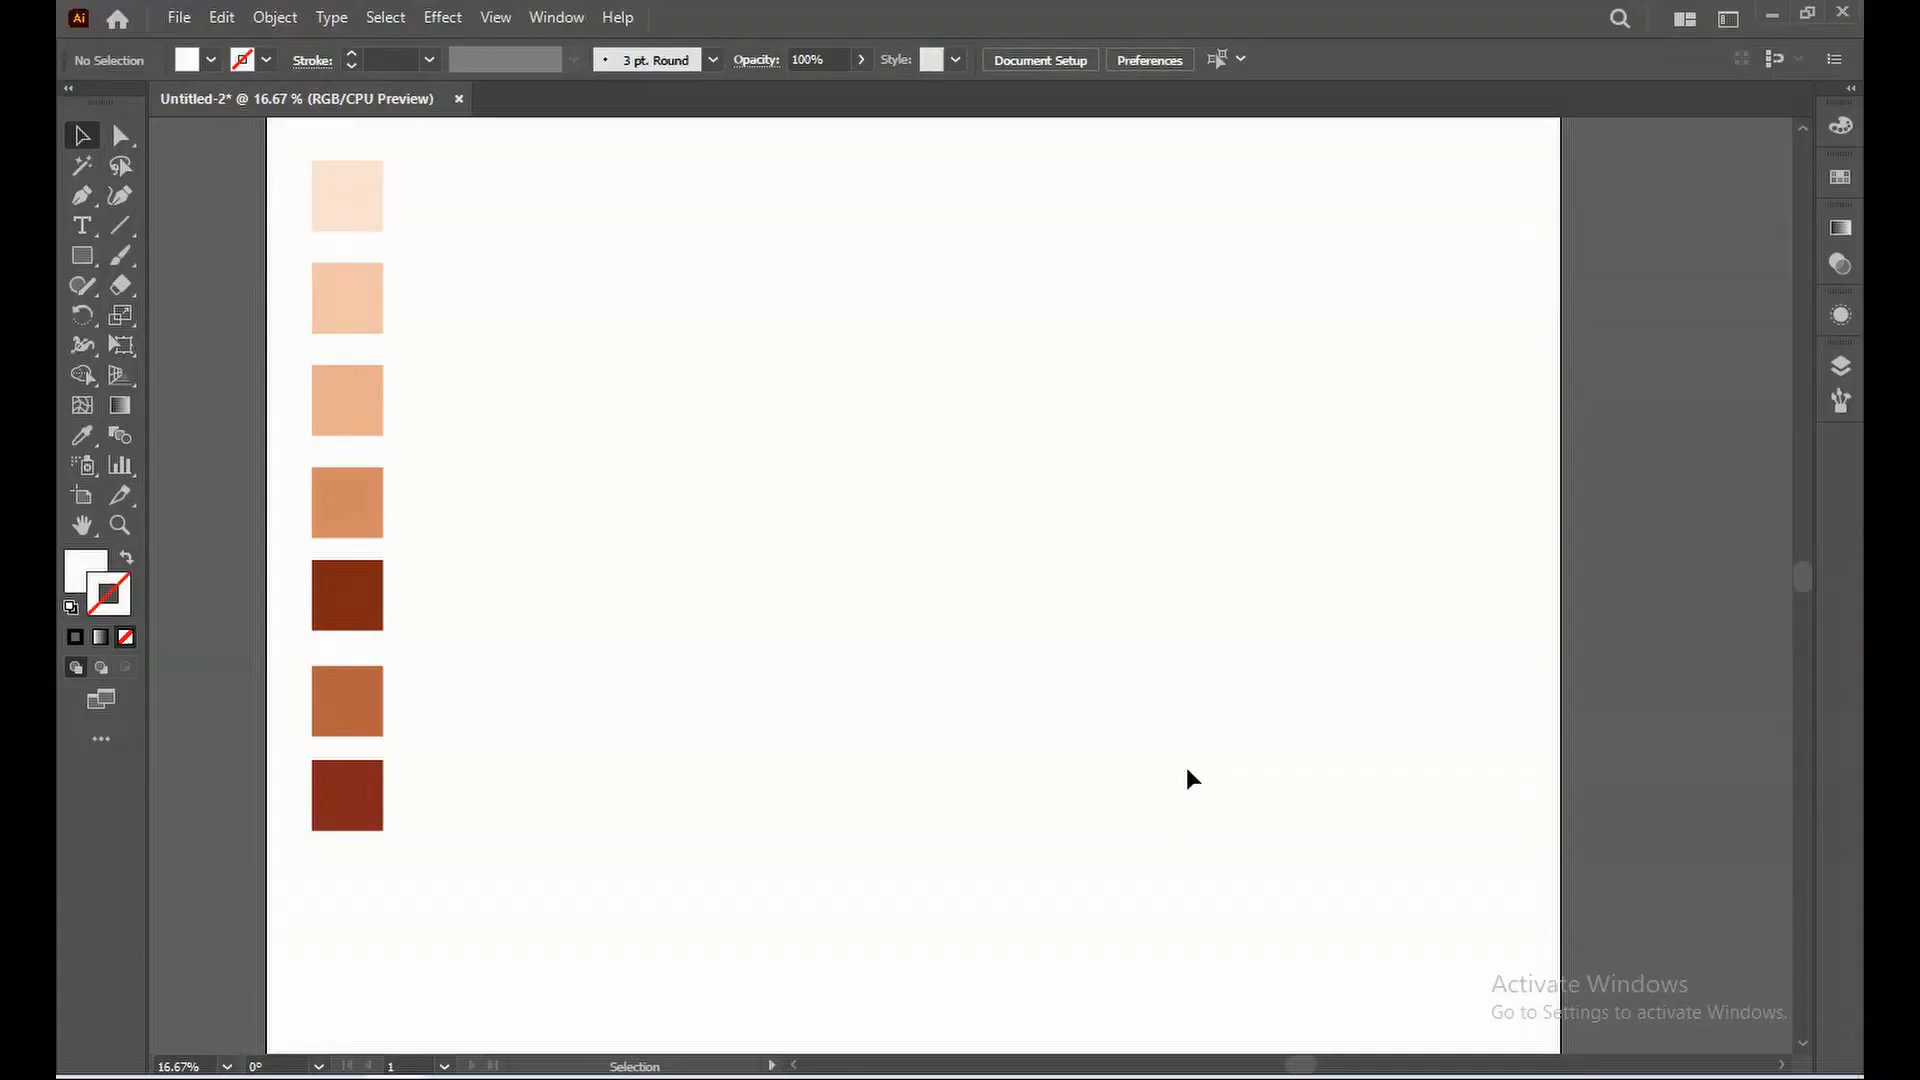 Ai File Edit Object Type Select Effect View Window Help
No Selection Stroke: 3 pt. Round Opacity: 100% Style: Document Setup Preferences
Untitled-2* @ 16.67 % (RGB/CPU Preview)
Activate Windows
Go to Settings to activate Windows.
16.67% 0° 1 Selection